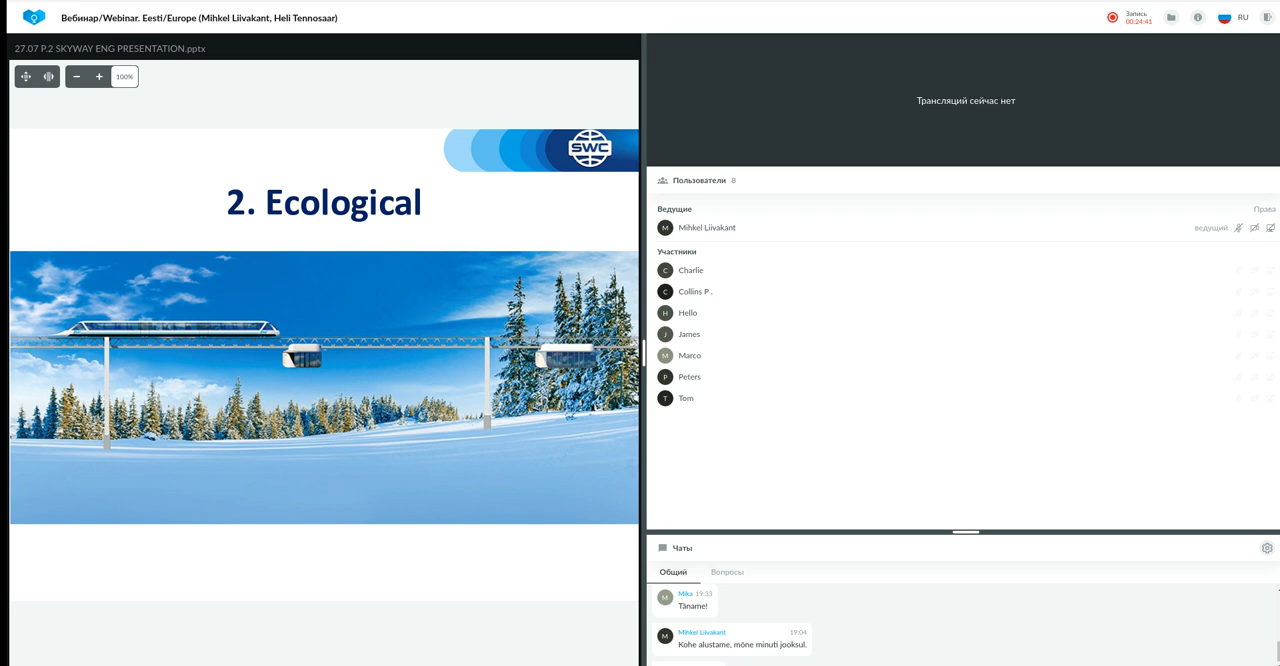 Вебинар/Webinar. Eesti/Europe (Mihkel Liivakant, Heli Tennosaar)
Запись
00:24:41
RU
27.07 P.2 SKYWAY ENG PRESENTATION.pptx
100%
SWC
2. Ecological
Трансляций сейчас нет
Пользователи 8
Ведущие Права
M Mihkel Liivakant ведущий
Участники
C Charlie
C Collins P .
H Hello
J James
M Marco
P Peters
T Tom
Чаты
Общий Вопросы
M Mika 19:33
Täname!
M Mihkel Liivakant 19:04
Kohe alustame, mõne minuti jooksul.